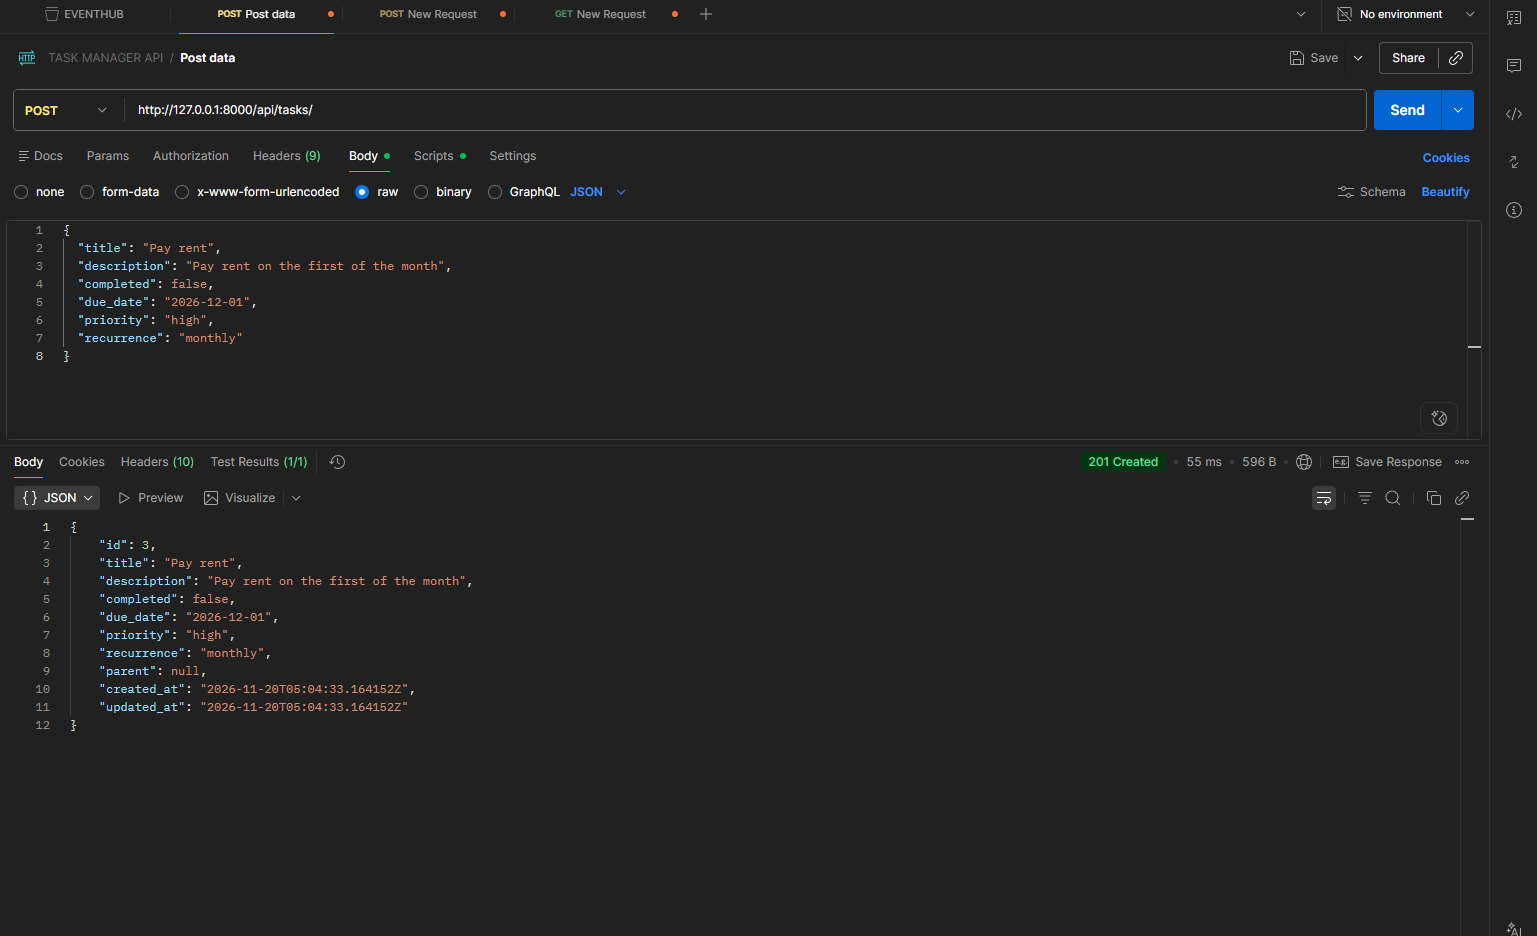 EVENTHUB POST Post data POST New Request GET New Request No environment
HTTP TASK MANAGER API / Post data Save Share
POST http://127.0.0.1:8000/api/tasks/ Send
Docs Params Authorization Headers (9) Body Scripts Settings Cookies
none form-data x-www-form-urlencoded raw binary GraphQL JSON Schema Beautify
1 {
2 "title": "Pay rent",
3 "description": "Pay rent on the first of the month",
4 "completed": false,
5 "due_date": "2026-12-01",
6 "priority": "high",
7 "recurrence": "monthly"
8 }
Body Cookies Headers (10) Test Results (1/1) 201 Created 55 ms 596 B e.g. Save Response
{} JSON Preview Visualize
1 {
2 "id": 3,
3 "title": "Pay rent",
4 "description": "Pay rent on the first of the month",
5 "completed": false,
6 "due_date": "2026-12-01",
7 "priority": "high",
8 "recurrence": "monthly",
9 "parent": null,
10 "created_at": "2026-11-20T05:04:33.164152Z",
11 "updated_at": "2026-11-20T05:04:33.164152Z"
12 }
AI